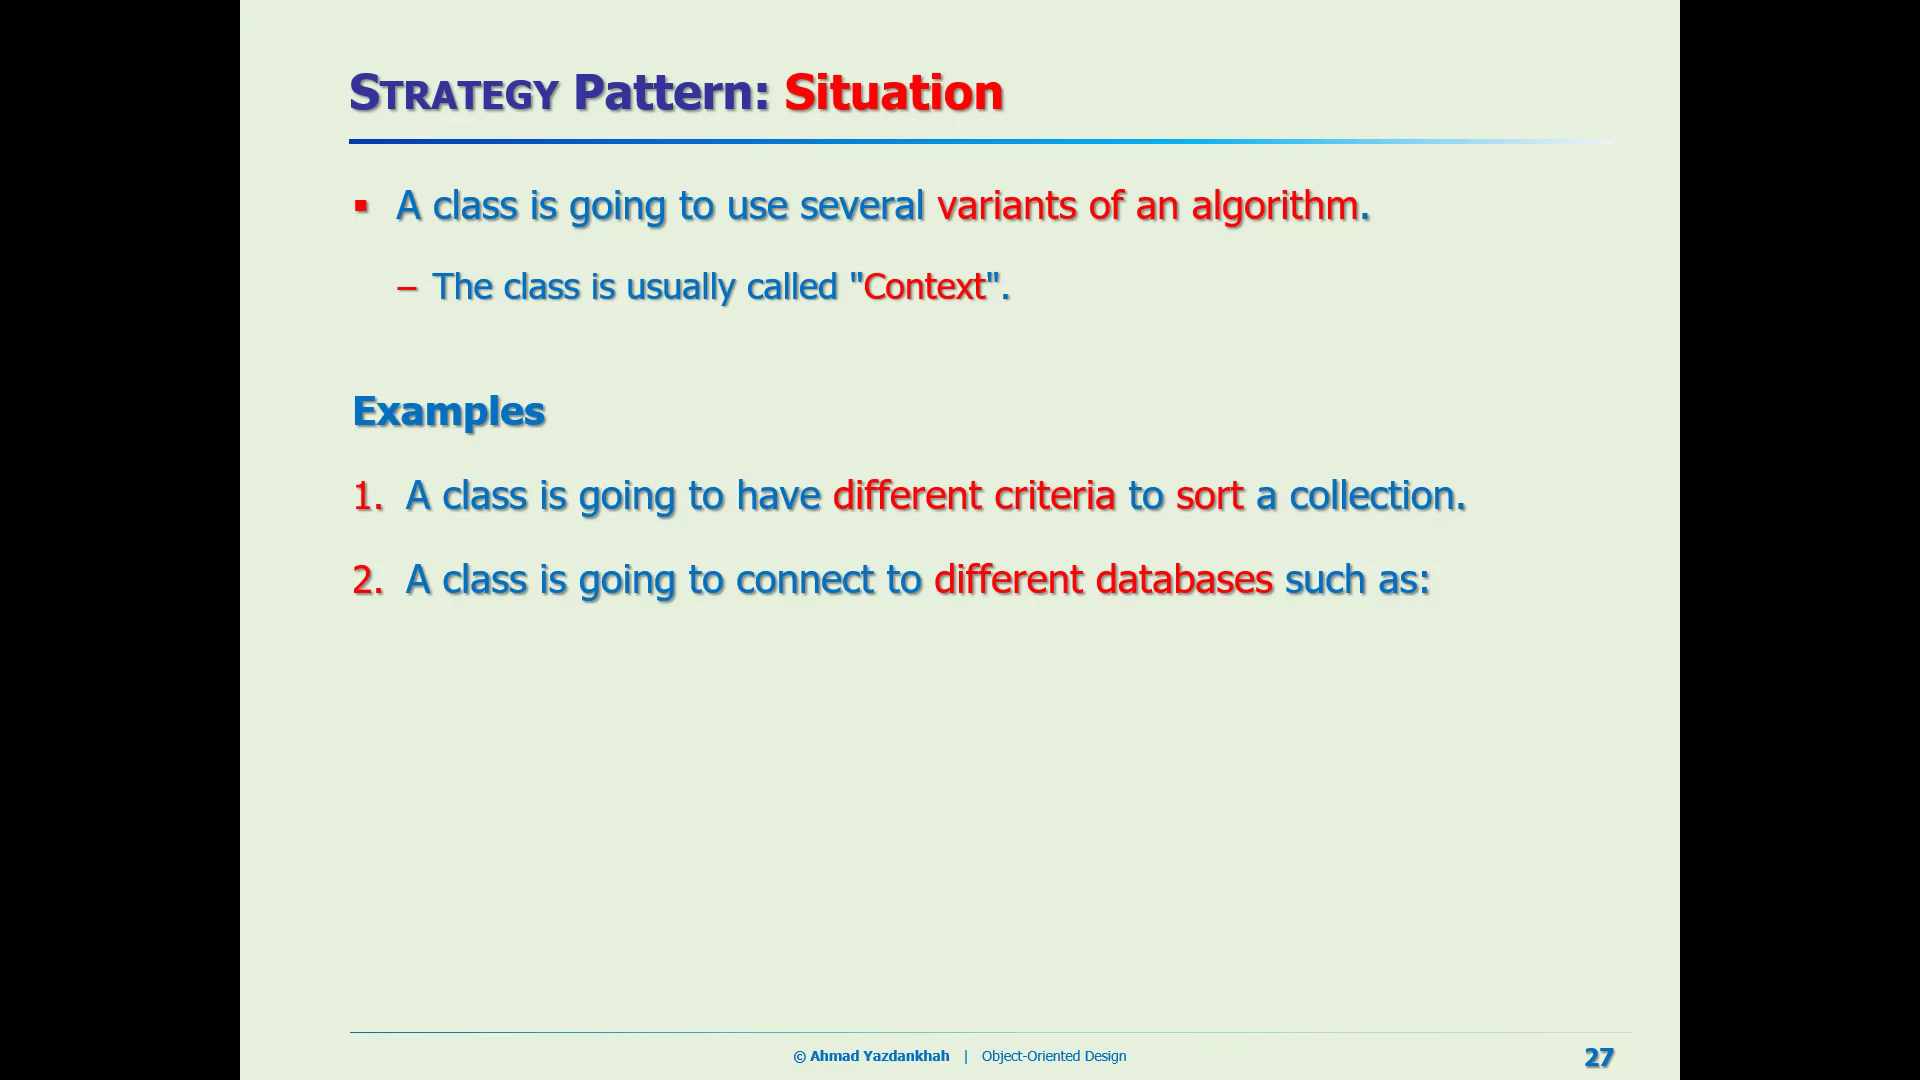 STRATEGY Pattern: Situation
▪ A class is going to use several variants of an algorithm.
– The class is usually called "Context".
Examples
1. A class is going to have different criteria to sort a collection.
2. A class is going to connect to different databases such as:
© Ahmad Yazdankhah | Object-Oriented Design
27